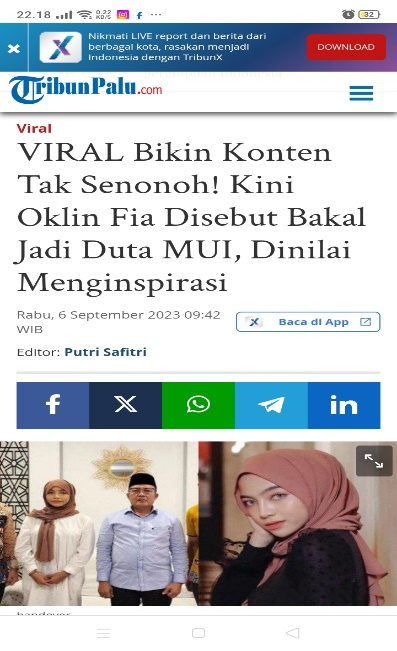 22.18 0.22 KB/S f ... 32
Nikmati LIVE report dan berita dari
berbagai kota, rasakan menjadi
Indonesia dengan TribunX
DOWNLOAD
TribunPalu.com
Viral
VIRAL Bikin Konten
Tak Senonoh! Kini
Oklin Fia Disebut Bakal
Jadi Duta MUI, Dinilai
Menginspirasi
Rabu, 6 September 2023 09:42
WIB
Baca di App
Editor: Putri Safitri